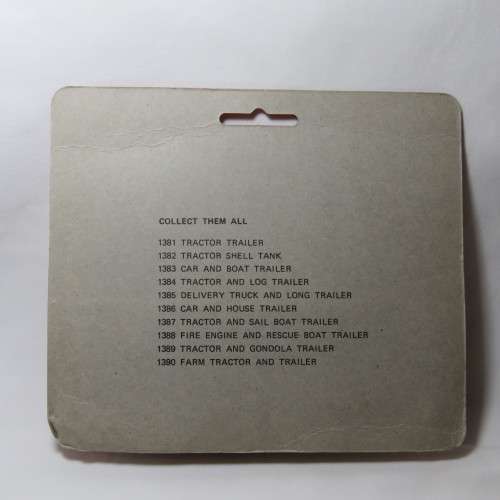 COLLECT THEM ALL
1381 TRACTOR TRAILER
1382 TRACTOR SHELL TANK
1383 CAR AND BOAT TRAILER
1384 TRACTOR AND LOG TRAILER
1385 DELIVERY TRUCK AND LONG TRAILER
1386 CAR AND HOUSE TRAILER
1387 TRACTOR AND SAIL BOAT TRAILER
1388 FIRE ENGINE AND RESCUE BOAT TRAILER
1389 TRACTOR AND GONDOLA TRAILER
1390 FARM TRACTOR AND TRAILER